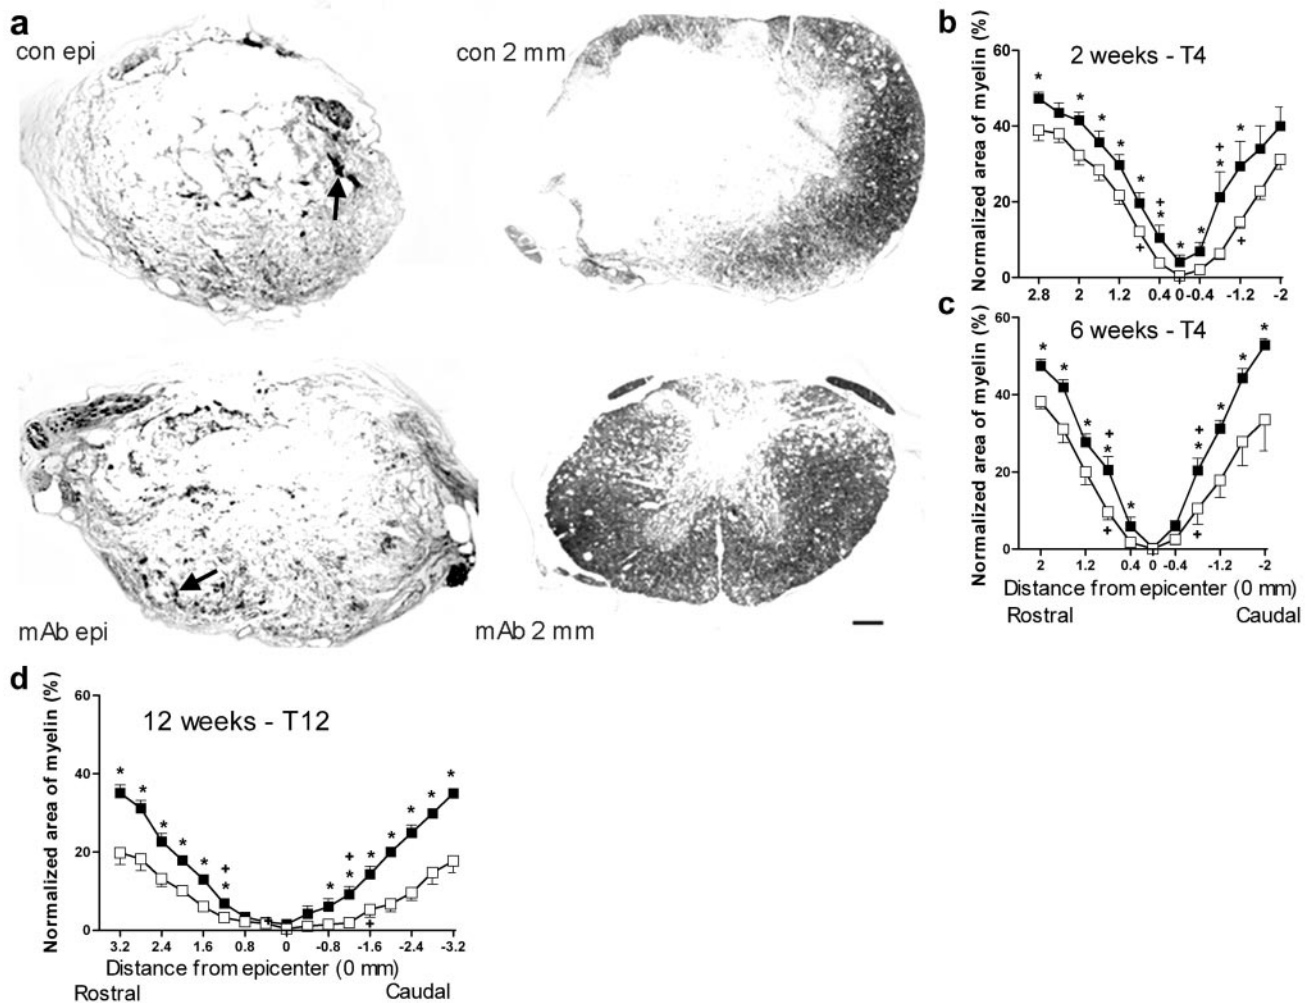 a
con epi
con 2 mm
mAb epi
mAb 2 mm
b
2 weeks - T4
Normalized area of myelin (%)
60
40
20
0
* * * * * + * * * + * *
+ +
2.8 2 1.2 0.4 0 -0.4 -1.2 -2
c
6 weeks - T4
Normalized area of myelin (%)
60
40
20
0
* * * + * * + * * * *
+ +
2 1.2 0.4 0 -0.4 -1.2 -2
Distance from epicenter (0 mm)
Rostral Caudal
d
12 weeks - T12
Normalized area of myelin (%)
60
40
20
0
* * * * * + * * + * * * * * *
+ +
3.2 2.4 1.6 0.8 0 -0.8 -1.6 -2.4 -3.2
Distance from epicenter (0 mm)
Rostral Caudal